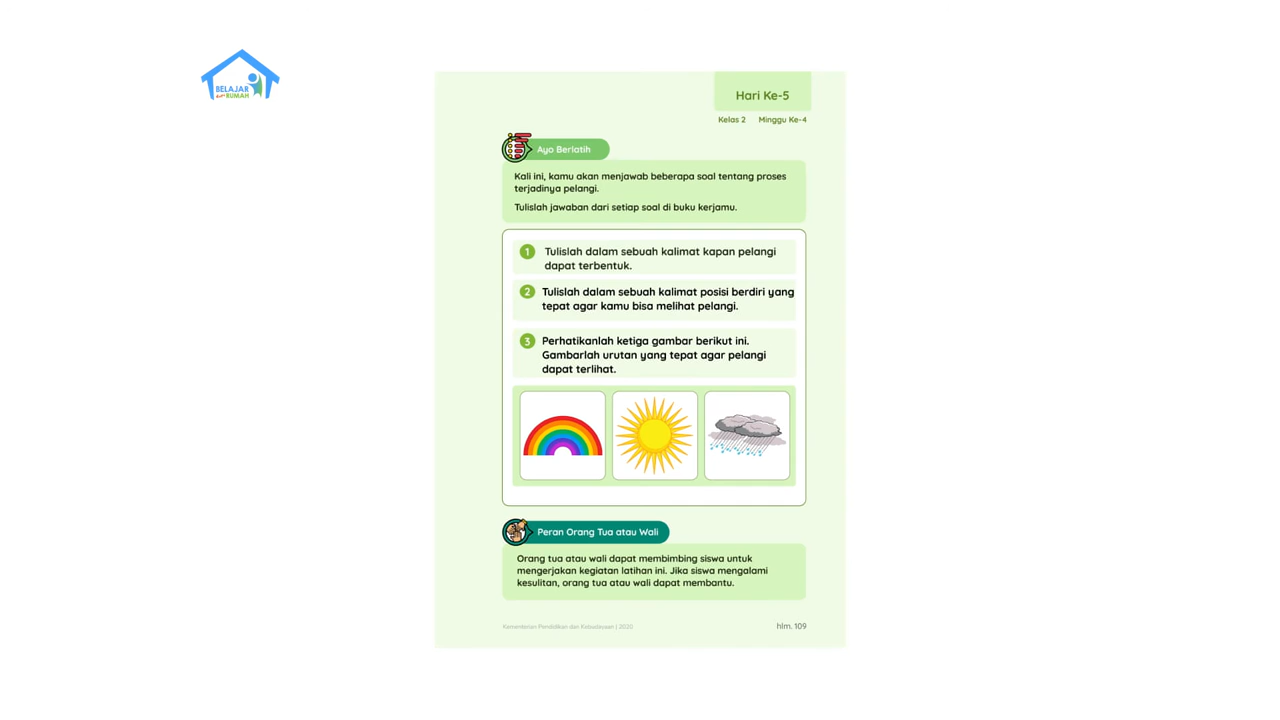 BELAJAR
dari RUMAH
Hari Ke-5
Kelas 2 Minggu Ke-4
Ayo Berlatih
Kali ini, kamu akan menjawab beberapa soal tentang proses
terjadinya pelangi.
Tulislah jawaban dari setiap soal di buku kerjamu.
1 Tulislah dalam sebuah kalimat kapan pelangi
dapat terbentuk.
2 Tulislah dalam sebuah kalimat posisi berdiri yang
tepat agar kamu bisa melihat pelangi.
3 Perhatikanlah ketiga gambar berikut ini.
Gambarlah urutan yang tepat agar pelangi
dapat terlihat.
Peran Orang Tua atau Wali
Orang tua atau wali dapat membimbing siswa untuk
mengerjakan kegiatan latihan ini. Jika siswa mengalami
kesulitan, orang tua atau wali dapat membantu.
Kementerian Pendidikan dan Kebudayaan | 2020
hlm. 109